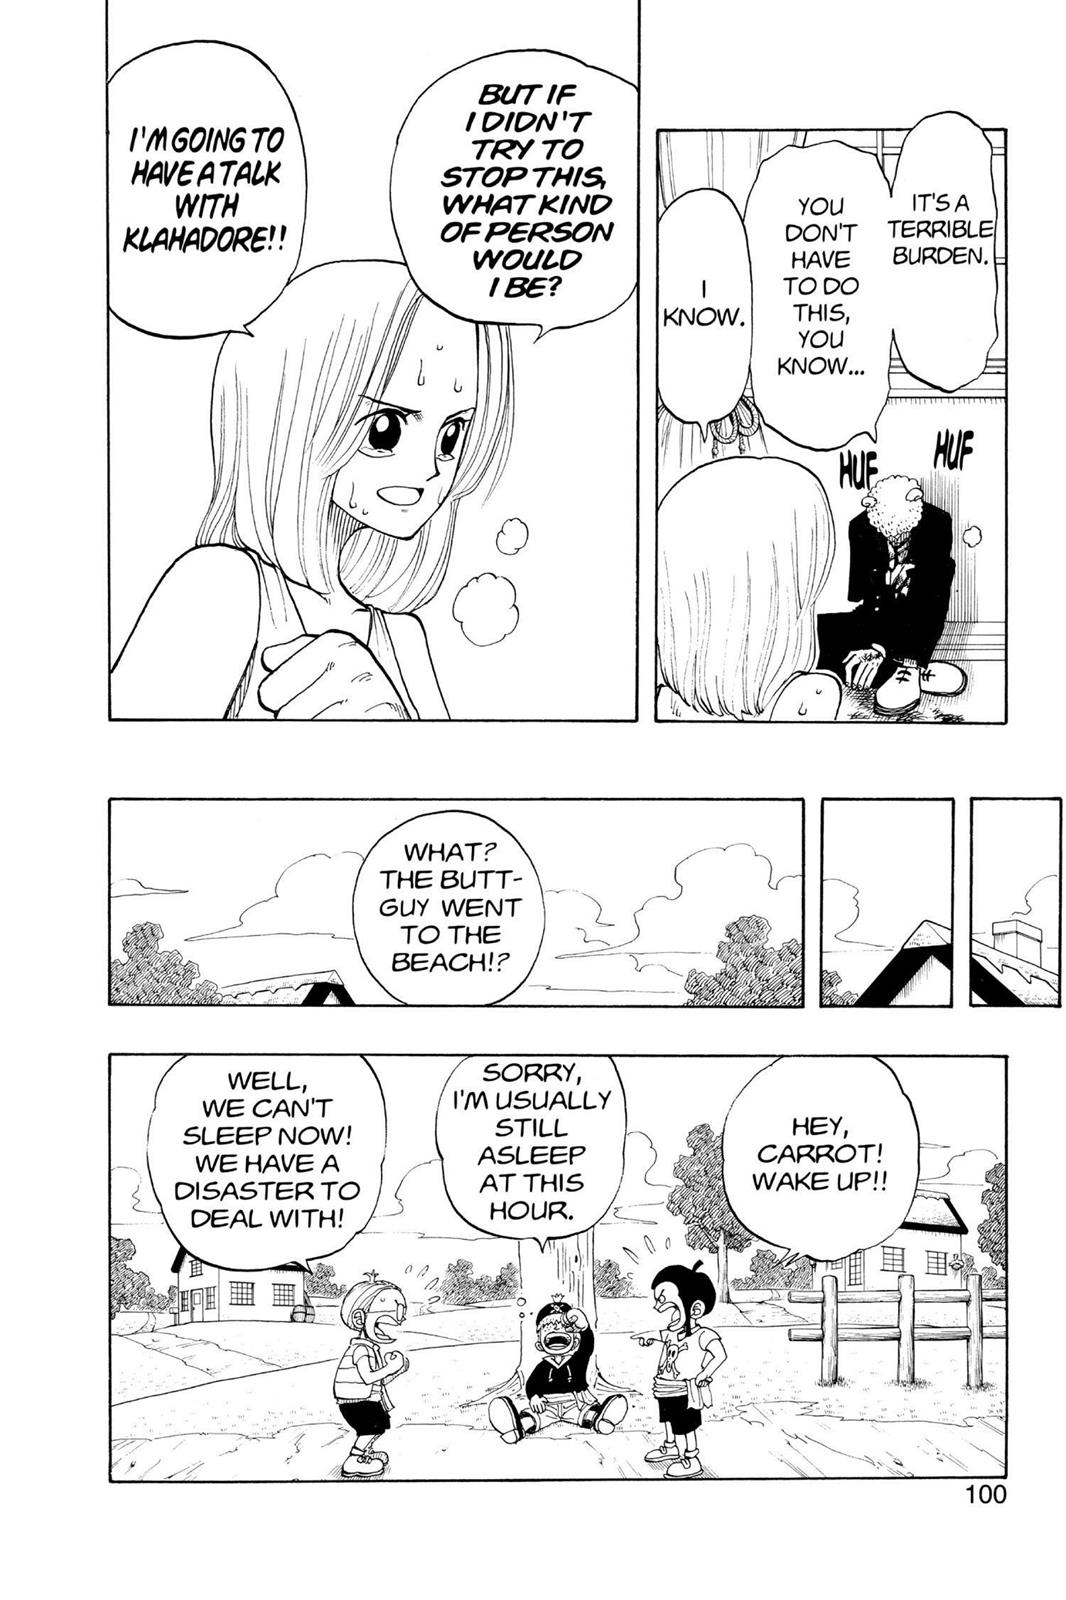 IT'S A
TERRIBLE
BURDEN.
YOU
DON'T
HAVE
TO DO
THIS,
YOU
KNOW...
I
KNOW.
HUF
HUF
BUT IF
I DIDN'T
TRY TO
STOP THIS,
WHAT KIND
OF PERSON
WOULD
I BE?
I'M GOING TO
HAVE A TALK
WITH
KLAHADORE!!
WHAT?
THE BUTT-
GUY WENT
TO THE
BEACH!?
HEY,
CARROT!
WAKE UP!!
SORRY,
I'M USUALLY
STILL
ASLEEP
AT THIS
HOUR.
WELL,
WE CAN'T
SLEEP NOW!
WE HAVE A
DISASTER TO
DEAL WITH!
100